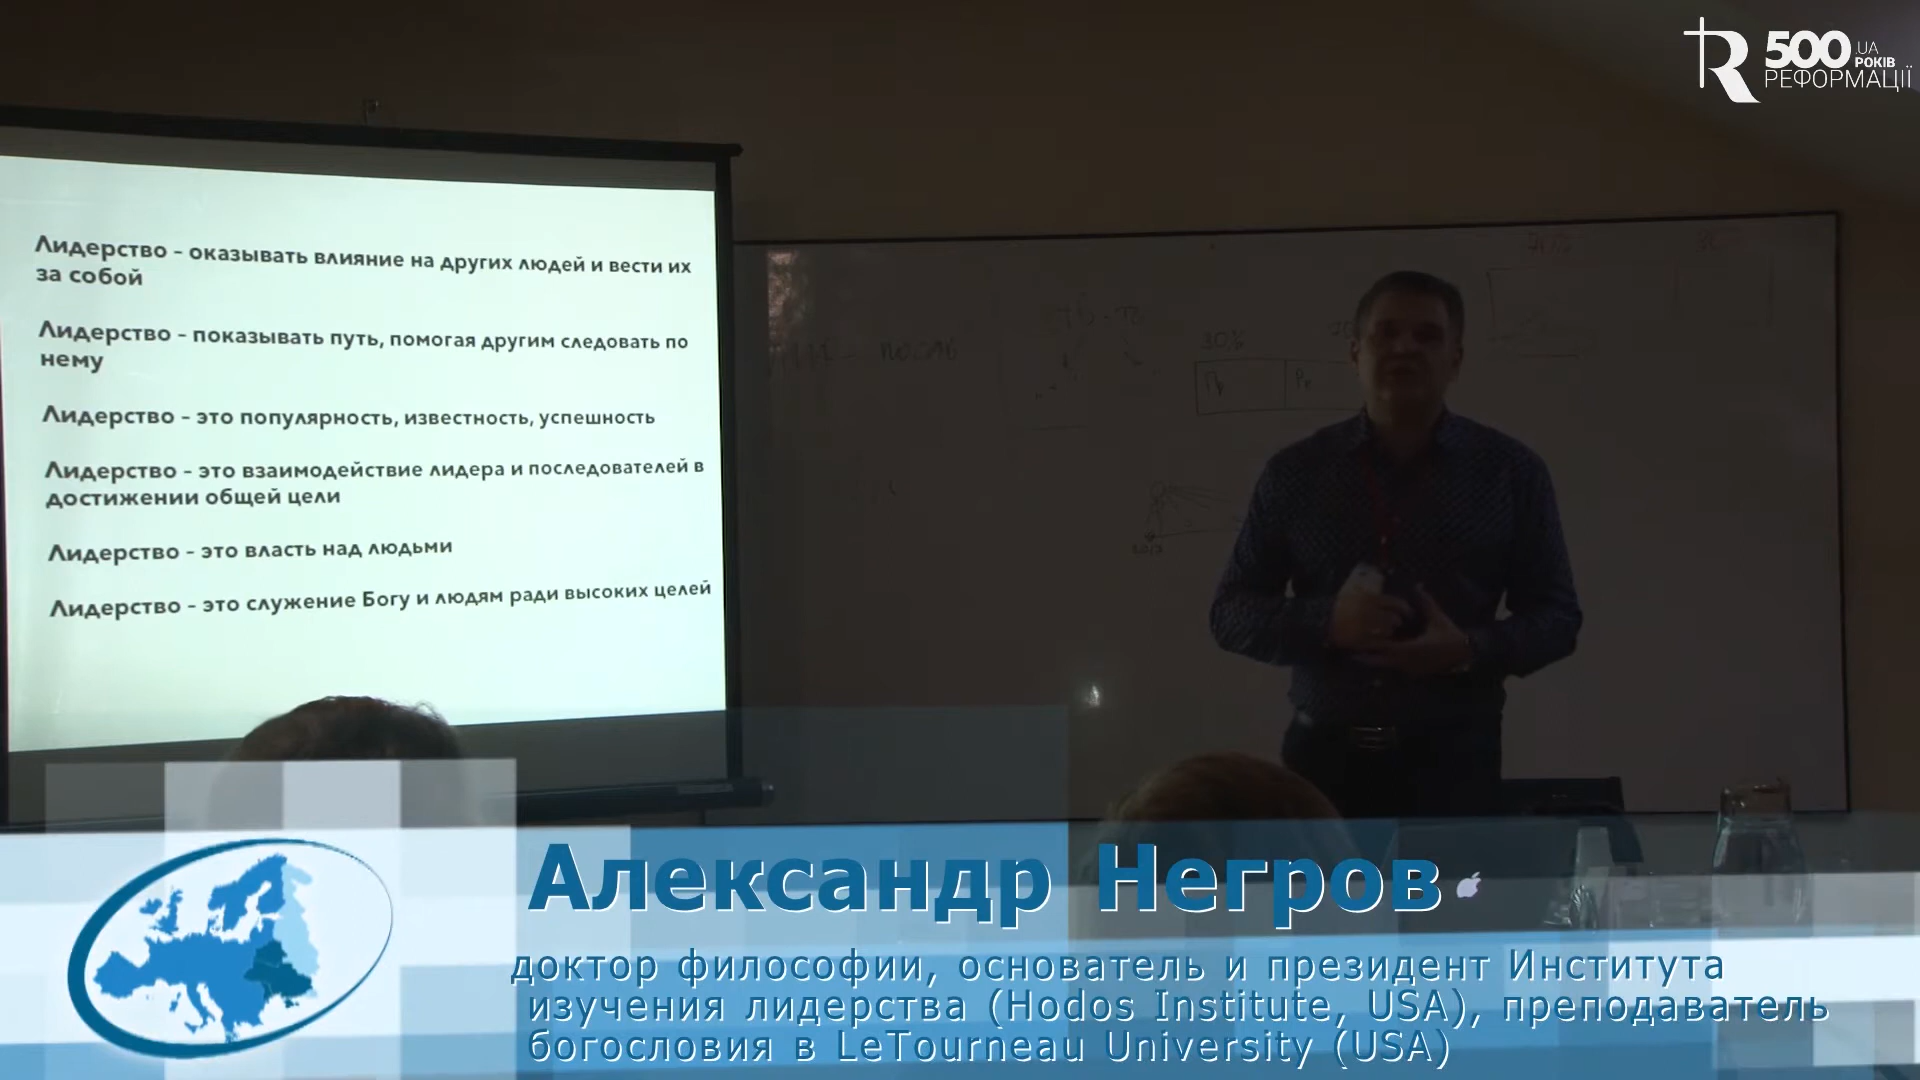 500
.UA
РОКІВ
РЕФОРМАЦІЇ
Лидерство - оказывать влияние на других людей и вести их
за собой
Лидерство - показывать путь, помогая другим следовать по
нему
Лидерство - это популярность, известность, успешность
Лидерство - это взаимодействие лидера и последователей в
достижении общей цели
Лидерство - это власть над людьми
Лидерство - это служение Богу и людям ради высоких целей
30%
Пр
2017
Александр Негров
доктор философии, основатель и президент Института
изучения лидерства (Hodos Institute, USA), преподаватель
богословия в LeTourneau University (USA)